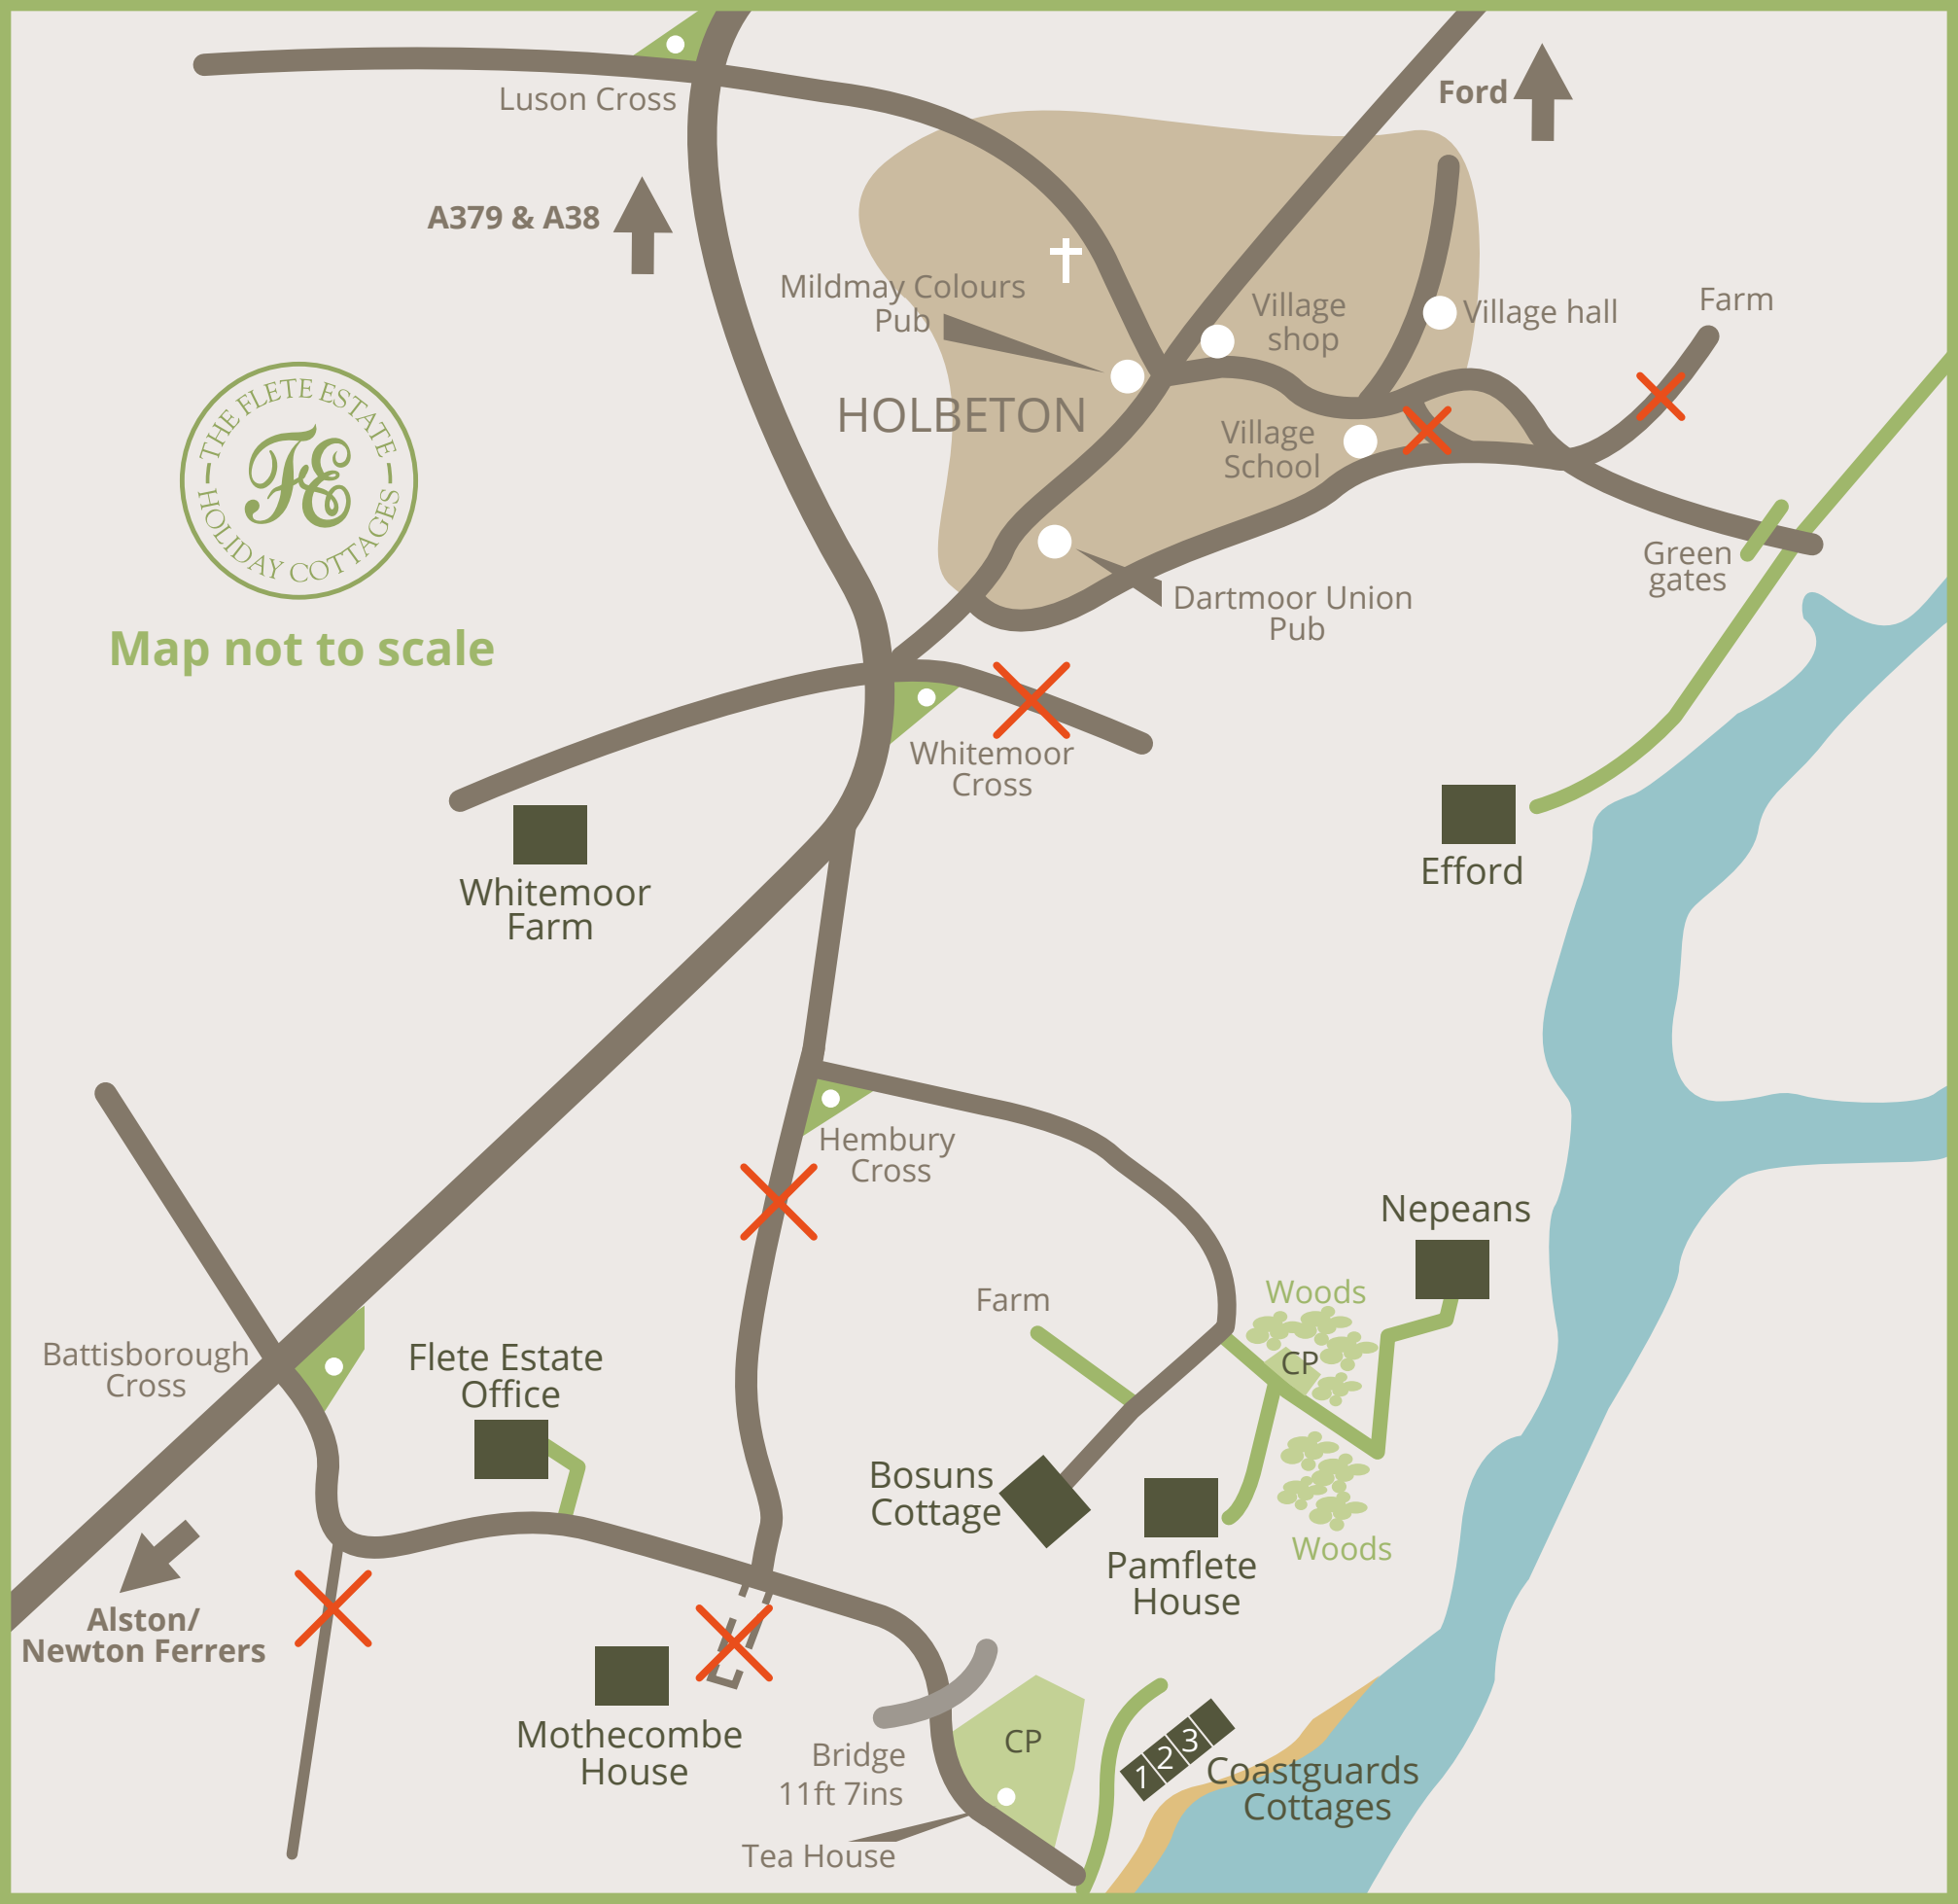 Luson Cross
Ford
A379 & A38
Mildmay Colours
Pub
Village
shop
Village hall
Farm
THE FLETE ESTATE
FE
HOLIDAY COTTAGES
HOLBETON
Village
School
Green
gates
Dartmoor Union
Pub
Map not to scale
Whitemoor
Cross
Efford
Whitemoor
Farm
Hembury
Cross
Nepeans
Woods
Farm
CP
Battisborough
Cross
Flete Estate
Office
Bosuns
Cottage
Woods
Pamflete
House
Alston/
Newton Ferrers
Mothecombe
House
CP
Bridge
11ft 7ins
1 2 3
Coastguards
Cottages
Tea House